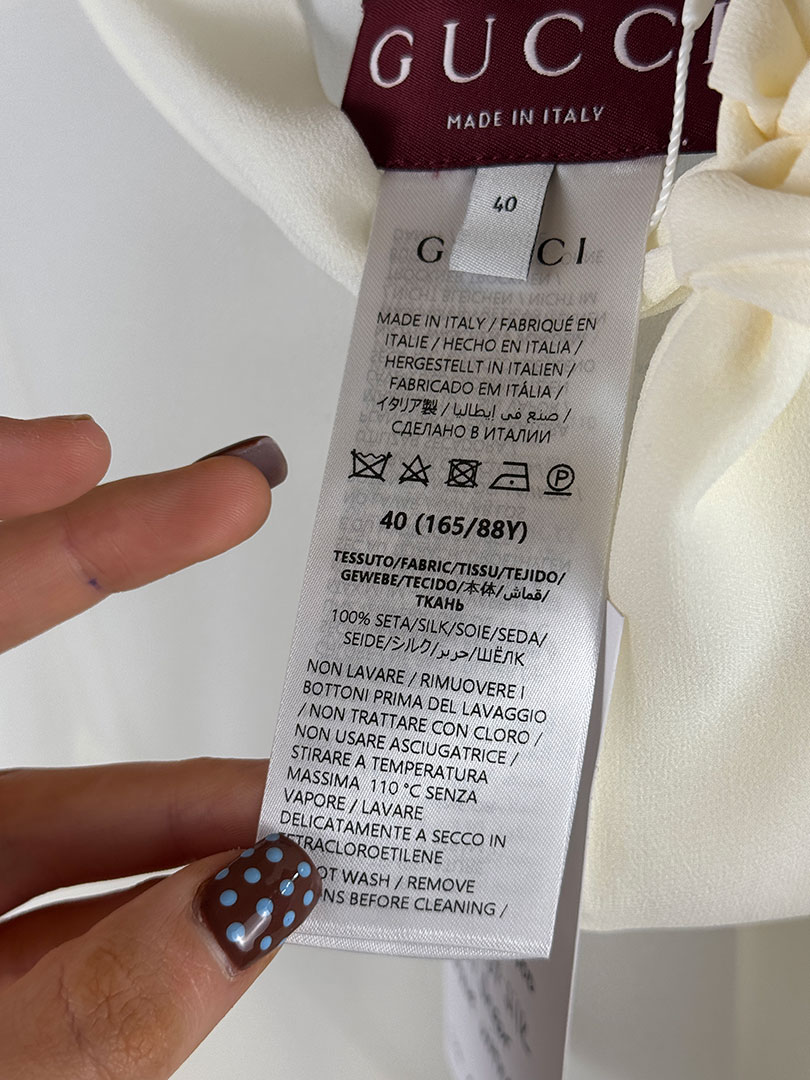 GUCCI
MADE IN ITALY
40
G CI
MADE IN ITALY / FABRIQUÉ EN
ITALIE / HECHO EN ITALIA /
HERGESTELLT IN ITALIEN /
FABRICADO EM ITÁLIA /
イタリア製 / صنع في إيطاليا /
СДЕЛАНО В ИТАЛИИ
P
40 (165/88Y)
TESSUTO/FABRIC/TISSU/TEJIDO/
GEWEBE/TECIDO/本体/قماش/
ТКАНЬ
100% SETA/SILK/SOIE/SEDA/
SEIDE/シルク/حرير/ШЁЛК
NON LAVARE / RIMUOVERE I
BOTTONI PRIMA DEL LAVAGGIO
/ NON TRATTARE CON CLORO /
NON USARE ASCIUGATRICE /
STIRARE A TEMPERATURA
MASSIMA 110 °C SENZA
VAPORE / LAVARE
DELICATAMENTE A SECCO IN
ETRACLOROETILENE
OT WASH / REMOVE
NS BEFORE CLEANING /